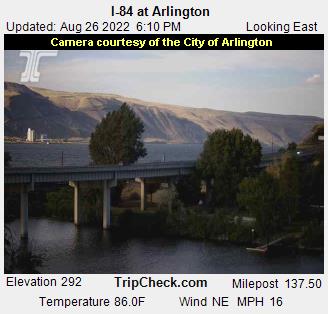 I-84 at Arlington
Updated: Aug 26 2022 6:10 PM Looking East
Camera courtesy of the City of Arlington
Elevation 292 TripCheck.com Milepost 137.50
Temperature 86.0F Wind NE MPH 16